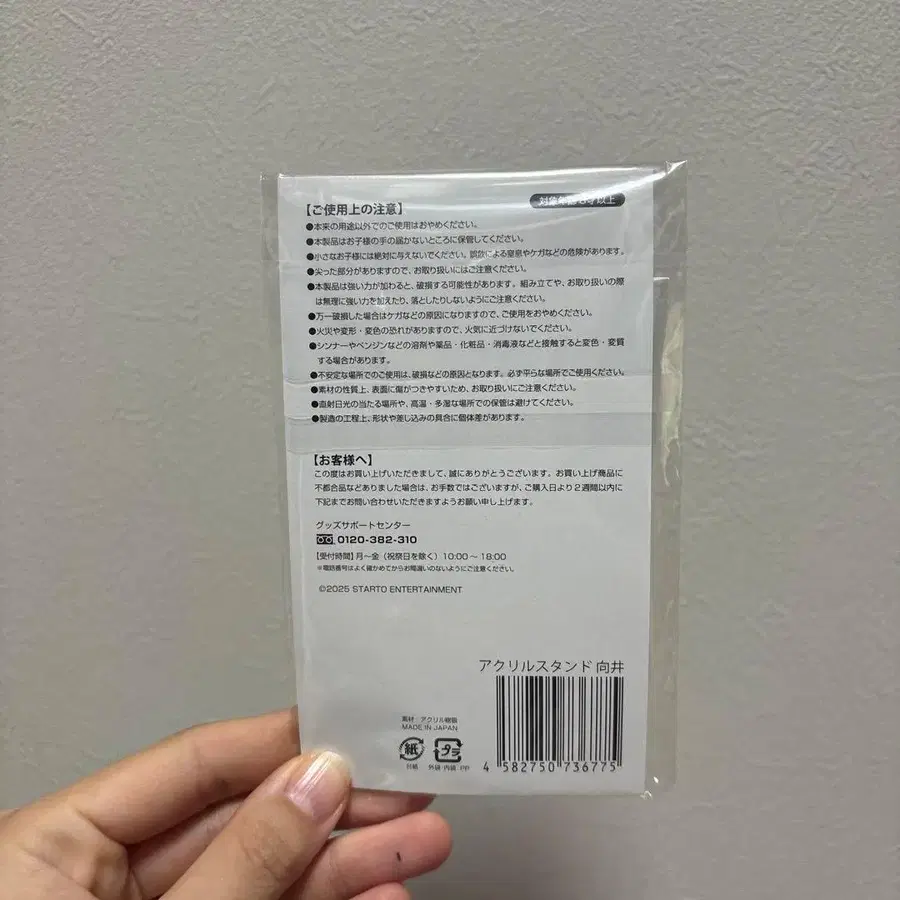 対象年齢6才以上
【ご使用上の注意】
●本来の用途以外でのご使用はおやめください。
●本製品はお子様の手の届かないところに保管してください。
●小さなお子様には絶対に与えないでください。誤飲による窒息やケガなどの危険があります。
●尖った部分がありますので、お取り扱いにはご注意ください。
●本製品は強い力が加わると、破損する可能性があります。組み立てや、お取り扱いの際
は無理に強い力を加えたり、落としたりしないようにご注意ください。
●万一破損した場合はケガなどの原因になりますので、ご使用をおやめください。
●火災や変形・変色の恐れがありますので、火気に近づけないでください。
●シンナーやベンジンなどの溶剤や薬品・化粧品・消毒液などと接触すると変色・変質
する場合があります。
●不安定な場所でのご使用は、破損などの原因となります。必ず平らな場所でご使用ください。
●素材の性質上、表面に傷がつきやすいため、お取り扱いにご注意ください。
●直射日光の当たる場所や、高温・多湿な場所での保管は避けてください。
●製造の工程上、形状や差し込みの具合に個体差があります。
【お客様へ】
この度はお買い上げいただきまして、誠にありがとうございます。お買い上げ商品に
不都合品などありました場合は、お手数ではございますが、ご購入日より2週間以内に
下記までお問い合わせいただきますようお願い申し上げます。
グッズサポートセンター
0120-382-310
【受付時間】月～金（祝祭日を除く）10:00～18:00
※電話番号はよく確かめてからお間違いのないようにご注意ください。
©2025 STARTO ENTERTAINMENT
アクリルスタンド 向井
素材：アクリル樹脂
MADE IN JAPAN
紙 プラ
台紙 外袋・内袋:PP
4 582750 736775